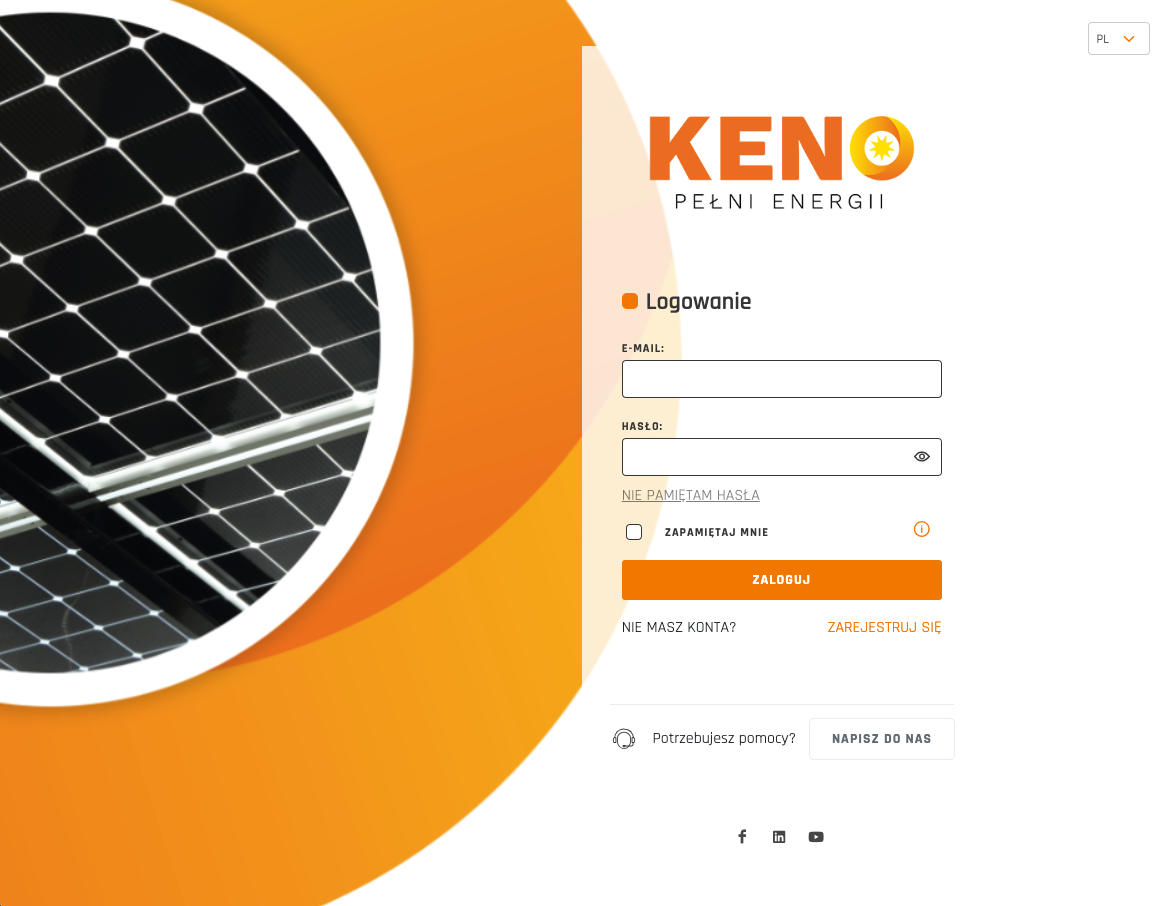 PL
KENO
PEŁNI ENERGII
Logowanie
E-MAIL:
HASŁO:
NIE PAMIĘTAM HASŁA
ZAPAMIĘTAJ MNIE
ZALOGUJ
NIE MASZ KONTA? ZAREJESTRUJ SIĘ
Potrzebujesz pomocy? NAPISZ DO NAS